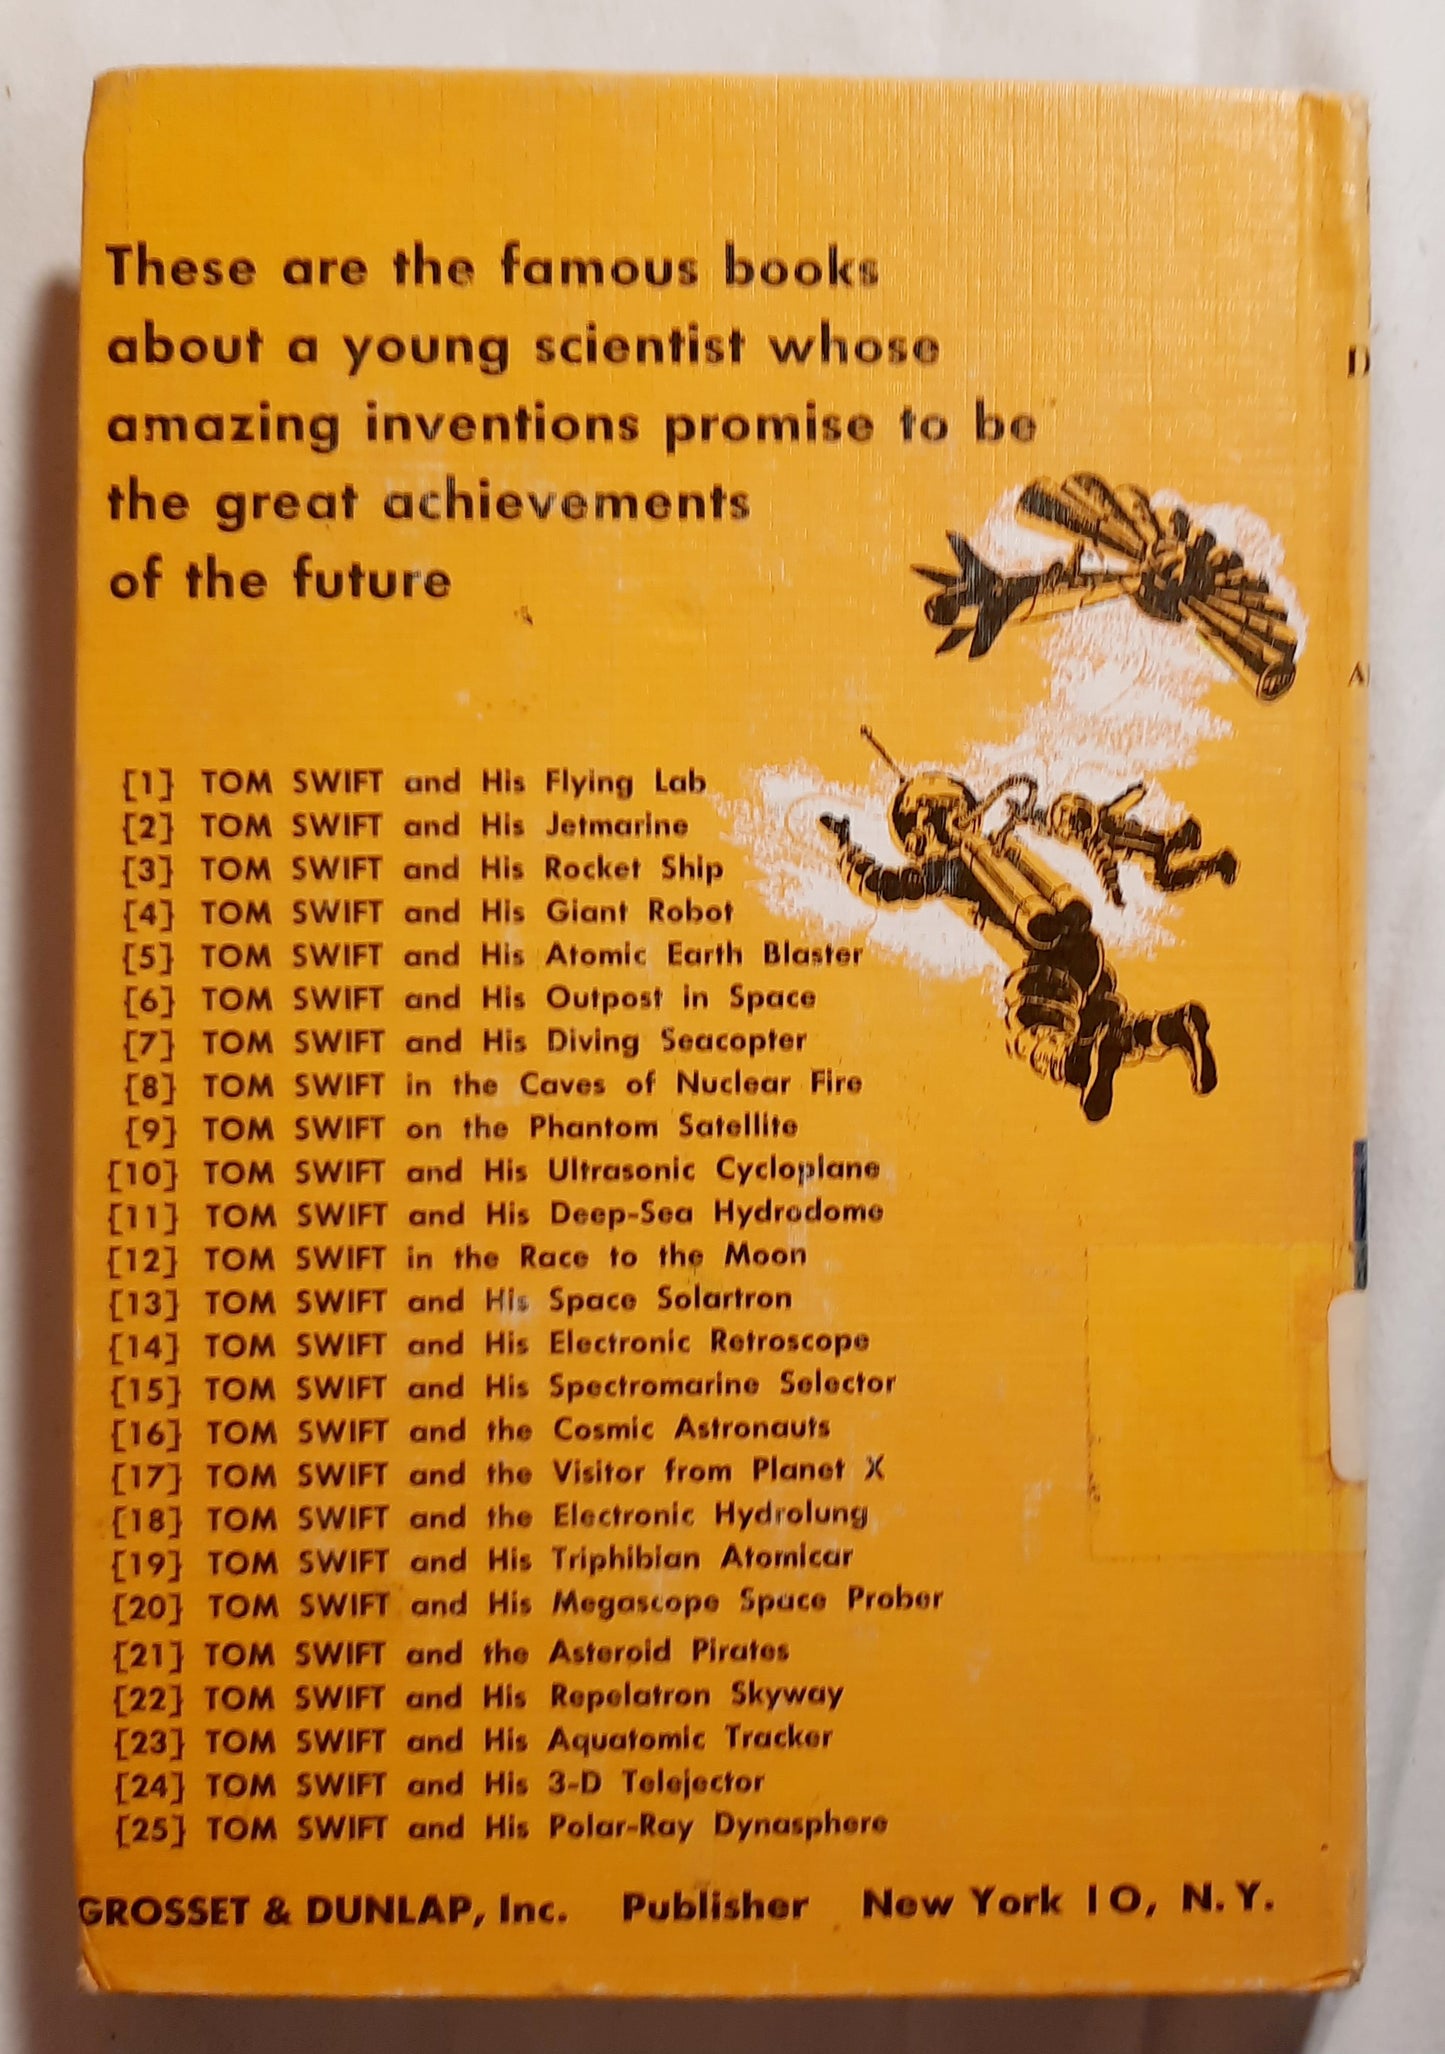 These are the famous books
about a young scientist whose
amazing inventions promise to be
the great achievements
of the future
[1] TOM SWIFT and His Flying Lab
[2] TOM SWIFT and His Jetmarine
[3] TOM SWIFT and His Rocket Ship
[4] TOM SWIFT and His Giant Robot
[5] TOM SWIFT and His Atomic Earth Blaster
[6] TOM SWIFT and His Outpost in Space
[7] TOM SWIFT and His Diving Seacopter
[8] TOM SWIFT in the Caves of Nuclear Fire
[9] TOM SWIFT on the Phantom Satellite
[10] TOM SWIFT and His Ultrasonic Cycloplane
[11] TOM SWIFT and His Deep-Sea Hydrodome
[12] TOM SWIFT in the Race to the Moon
[13] TOM SWIFT and His Space Solartron
[14] TOM SWIFT and His Electronic Retroscope
[15] TOM SWIFT and His Spectromarine Selector
[16] TOM SWIFT and the Cosmic Astronauts
[17] TOM SWIFT and the Visitor from Planet X
[18] TOM SWIFT and the Electronic Hydrolung
[19] TOM SWIFT and His Triphibian Atomicar
[20] TOM SWIFT and His Megascope Space Prober
[21] TOM SWIFT and the Asteroid Pirates
[22] TOM SWIFT and His Repelatron Skyway
[23] TOM SWIFT and His Aquatomic Tracker
[24] TOM SWIFT and His 3-D Telejector
[25] TOM SWIFT and His Polar-Ray Dynasphere
GROSSET & DUNLAP, Inc. Publisher New York 10, N.Y.